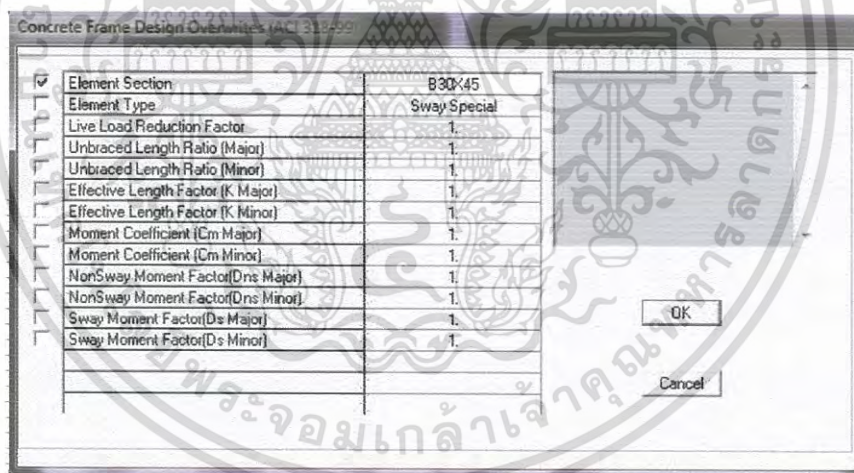 Concrete Frame Design Overwrites (ACI 318-99)
Element Section B30X45
Element Type Sway Special
Live Load Reduction Factor 1.
Unbraced Length Ratio (Major) 1.
Unbraced Length Ratio (Minor) 1.
Effective Length Factor (K Major) 1.
Effective Length Factor (K Minor) 1.
Moment Coefficient (Cm Major) 1.
Moment Coefficient (Cm Minor) 1.
NonSway Moment Factor(Dns Major) 1.
NonSway Moment Factor(Dns Minor) 1.
Sway Moment Factor(Ds Major) 1.
Sway Moment Factor(Ds Minor) 1.
OK
Cancel